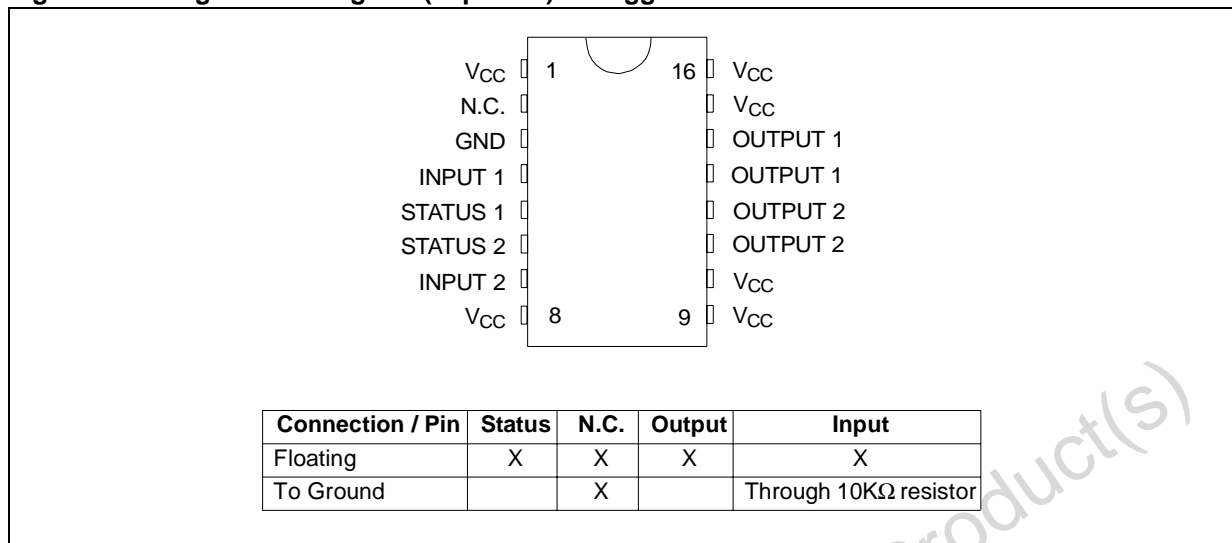 VCC 1 16 VCC
N.C. VCC
GND OUTPUT 1
INPUT 1 OUTPUT 1
STATUS 1 OUTPUT 2
STATUS 2 OUTPUT 2
INPUT 2 VCC
VCC 8 9 VCC
Connection / Pin Status N.C. Output Input
Floating X X X X
To Ground X Through 10KΩ resistor